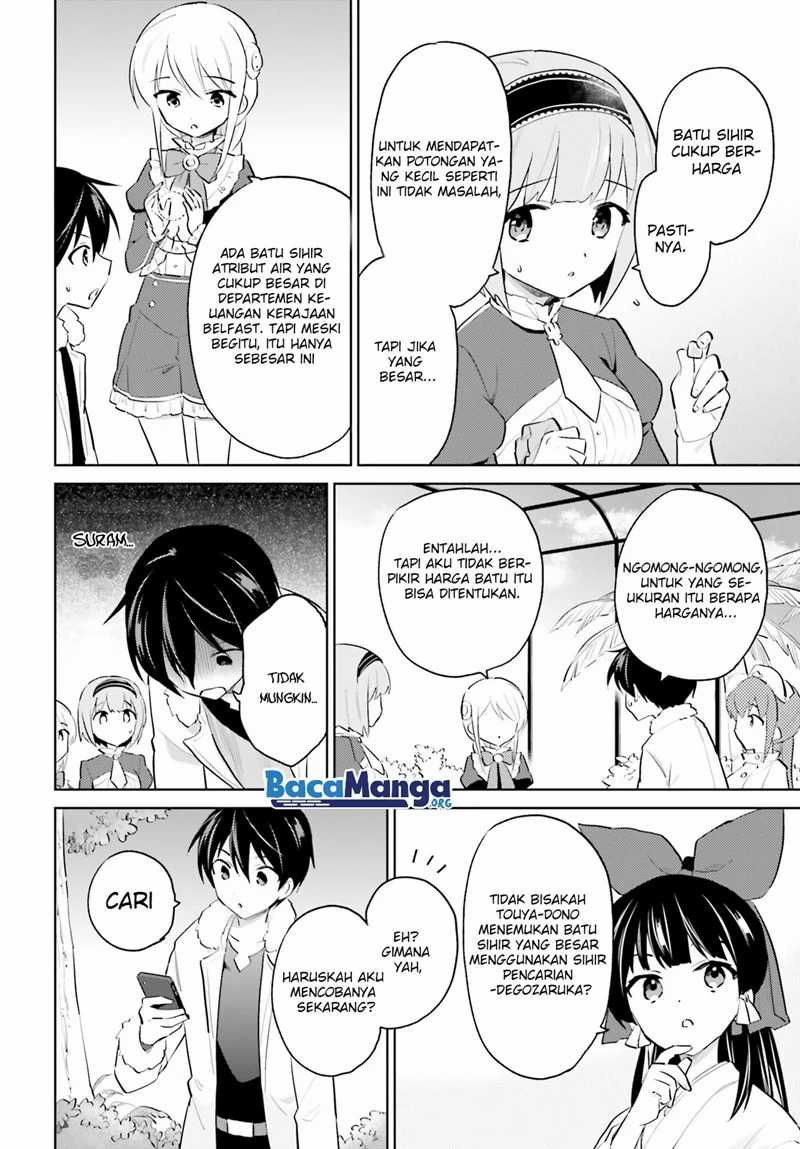 BATU SIHIR
CUKUP BER-
HARGA
PASTI-
NYA.
UNTUK MENDAPAT-
KAN POTONGAN YA-
NG KECIL SEPERTI
INI TIDAK MASALAH,
TAPI JIKA
YANG
BESAR...
ADA BATU SIHIR
ATRIBUT AIR YANG
CUKUP BESAR DI
DEPARTEMEN KE-
UANGAN KERAJAAN
BELFAST. TAPI MESKI
BEGITU, ITU HANYA
SEBESAR INI
NGOMONG-NGOMONG,
UNTUK YANG SE-
UKURAN ITU BERAPA
HARGANYA...
ENTAHLAH...
TAPI AKU TIDAK BER-
PIKIR HARGA BATU ITU
BISA DITENTUKAN.
SURAM...
TIDAK
MUNGKIN...
BacaManga
.ORG
TIDAK BISAKAH
TOUYA-DONO
MENEMUKAN BATU
SIHIR YANG BESAR
MENGGUNAKAN SIHIR
PENCARIAN
-DEGOZARUKA?
EH?
GIMANA
YAH,
HARUSKAH AKU
MENCOBANYA
SEKARANG?
CARI